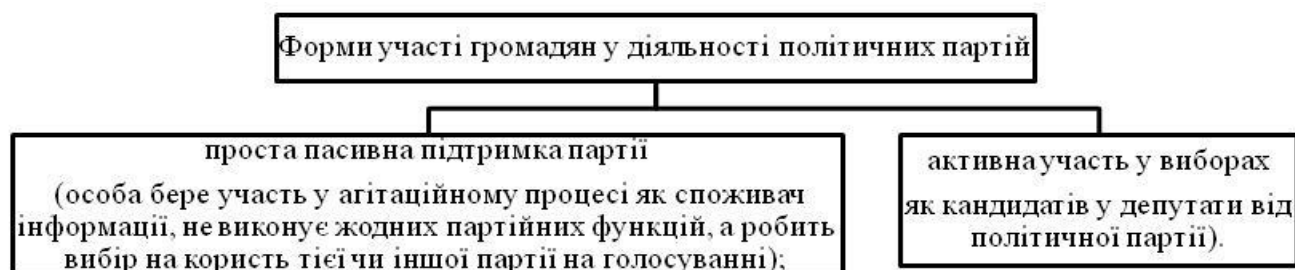 Форми участі громадян у діяльності політичних партій
проста пасивна підтримка партії
(особа бере участь у агітаційному процесі як споживач
інформації, не виконує жодних партійних функцій, а робить
вибір на користь тієї чи іншої партії на голосуванні);
активна участь у виборах
як кандидатів у депутати від
політичної партії).